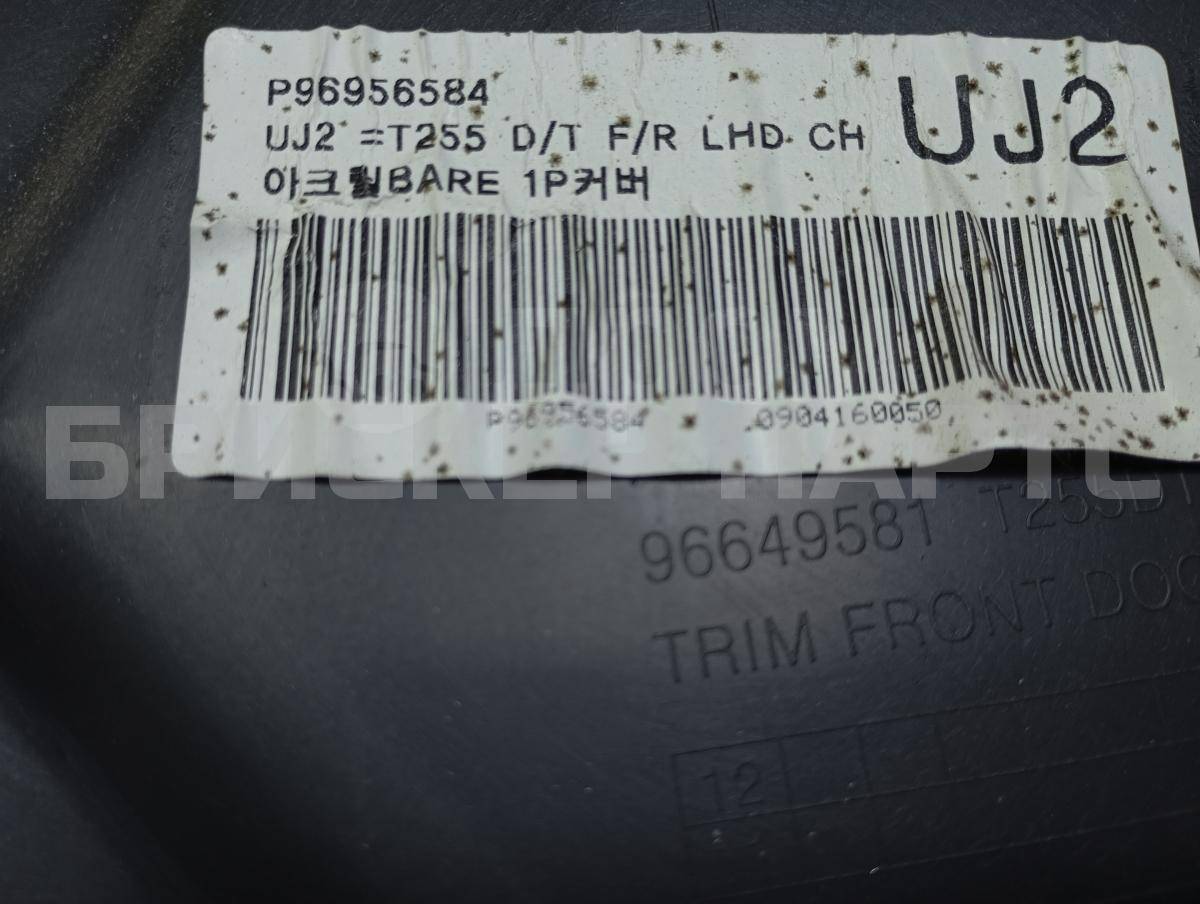 P96956584
UJ2 =T255 D/T F/R LHD CH
UJ2
아크릴BARE 1P커버
P96956584 0904160050
БРИСКЕР ПАРТС
96649581 T255D
TRIM FRONT
12